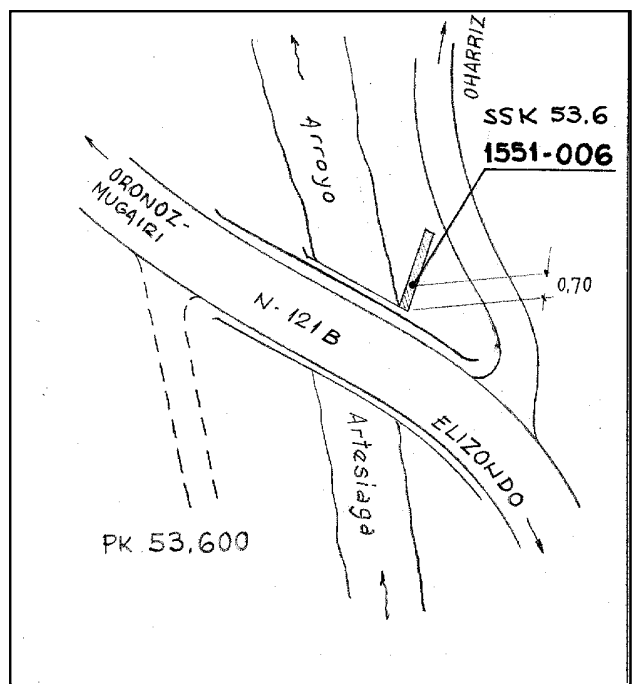 OHARRIZ
SSK 53.6
1551-006
Arroyo
ORONOZ-
MUGAIRI
0,70
N-121B
Artesiaga
ELIZONDO
PK 53,600